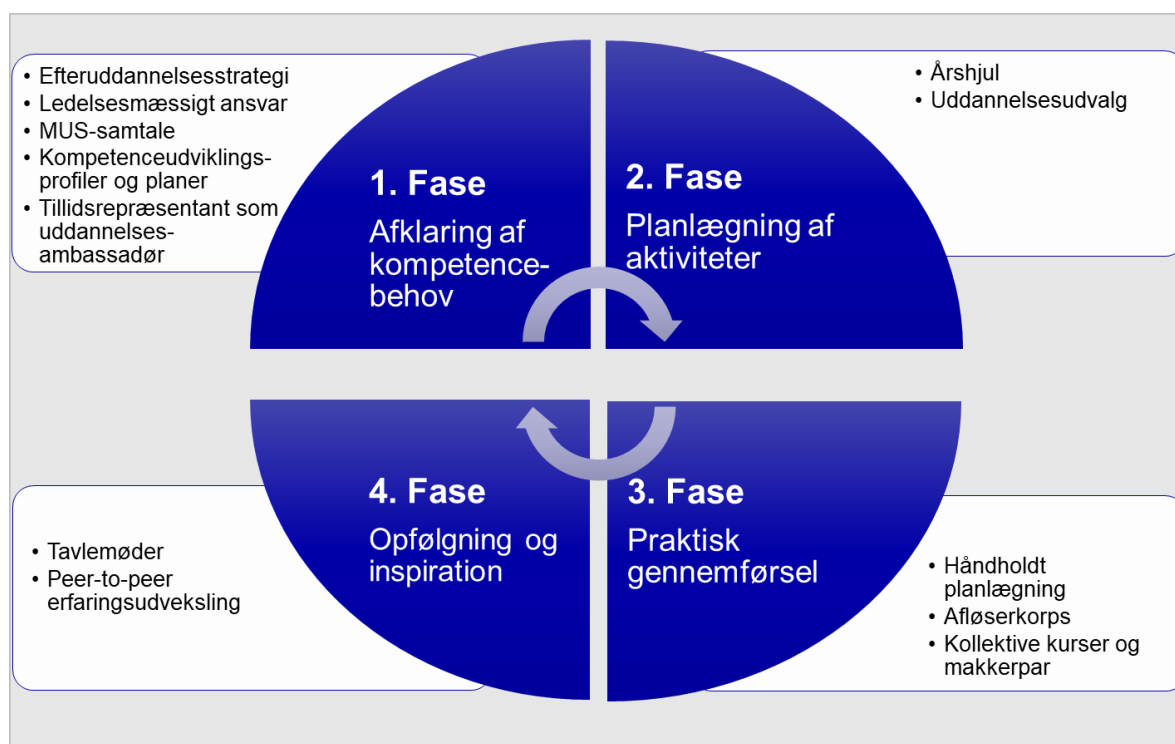 • Efteruddannelsesstrategi
• Ledelsesmæssigt ansvar
• MUS-samtale
• Kompetenceudviklings-
profiler og planer
• Tillidsrepræsentant som
uddannelses-
ambassadør
1. Fase
Afklaring af
kompetence-
behov
2. Fase
Planlægning af
aktiviteter
• Årshjul
• Uddannelsesudvalg
• Tavlemøder
• Peer-to-peer
erfaringsudveksling
4. Fase
Opfølgning og
inspiration
3. Fase
Praktisk
gennemførsel
• Håndholdt
planlægning
• Afløserkorps
• Kollektive kurser og
makkerpar